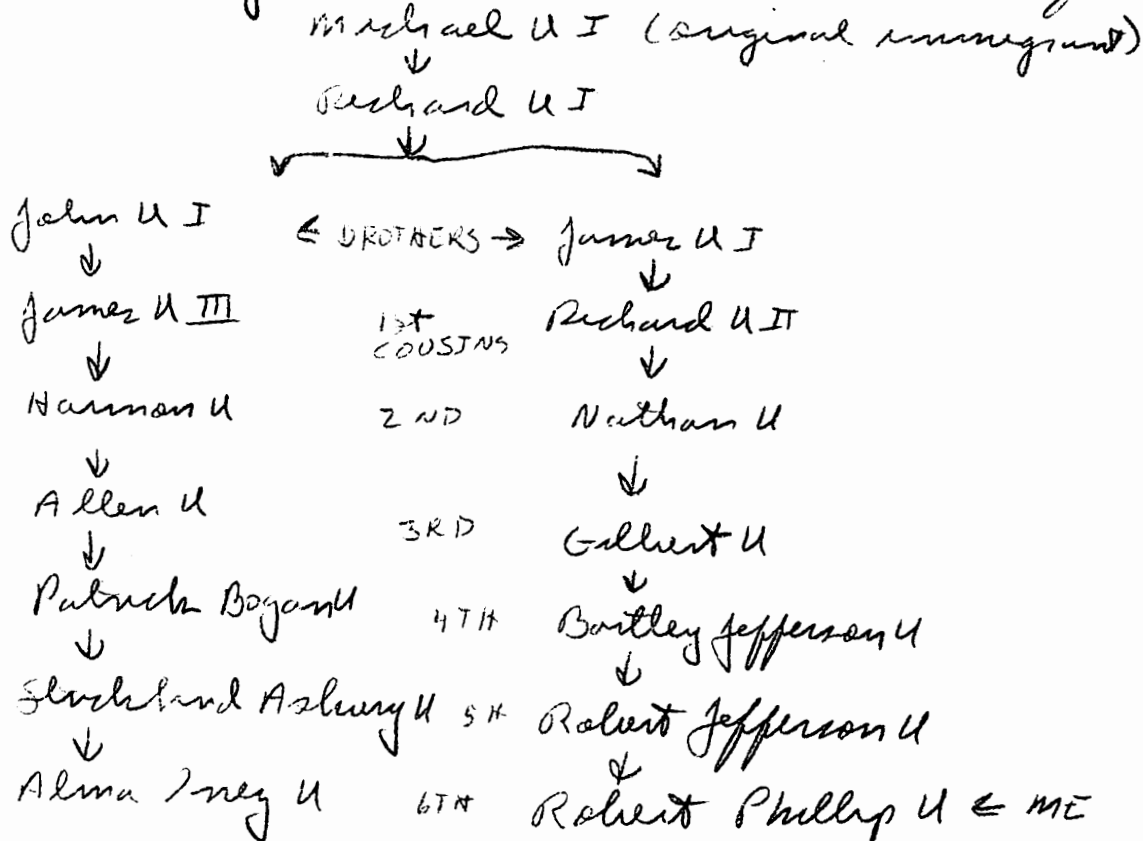 Michael U I (original immigrant)
Richard U I
John U I ← BROTHERS → James U I
James U III 1st COUSINS Richard U II
Harmon U 2ND Nathan U
Allen U 3RD Gilbert U
Patrick Bogan U 4TH Bartley Jefferson U
Strickland Asbury U 5TH Robert Jefferson U
Alma Inez U 6TH Robert Phillip U ← ME